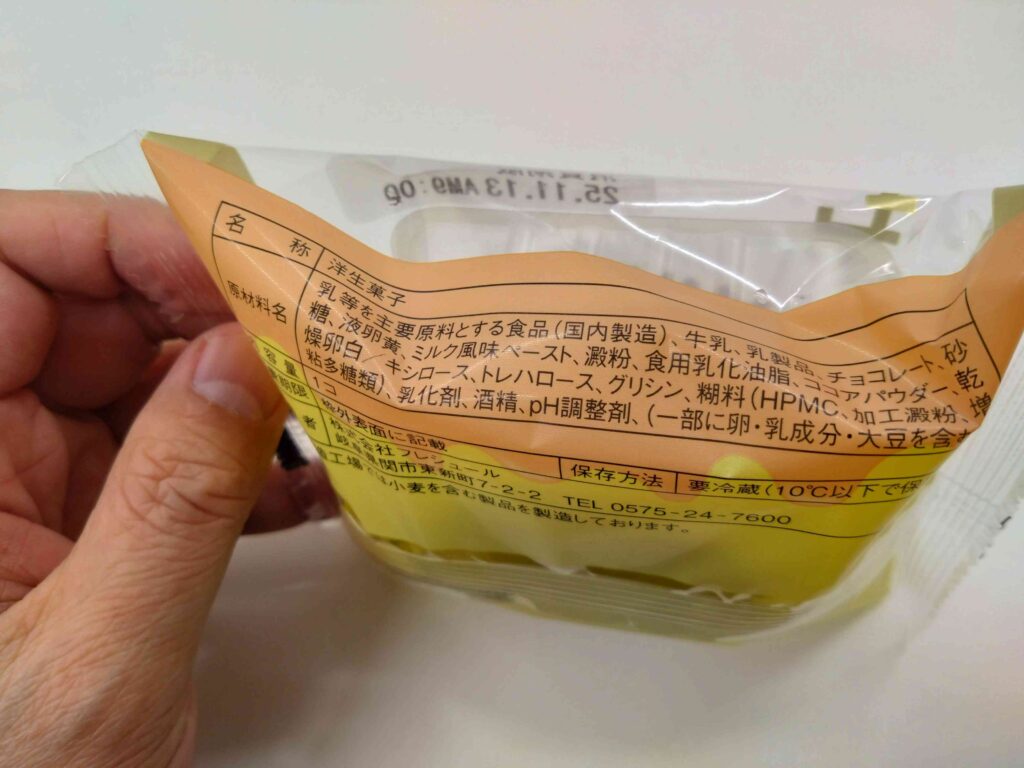 25.11.13 AM9:0g
名称 洋生菓子
原材料名 乳等を主要原料とする食品(国内製造)、牛乳、乳製品、チョコレート、砂
糖、液卵黄、ミルク風味ペースト、澱粉、食用乳化油脂、ココアパウダー、乾
燥卵白/キシロース、トレハロース、グリシン、糊料(HPMC、加工澱粉、増
粘多糖類)、乳化剤、酒精、pH調整剤、(一部に卵・乳成分・大豆を含む
容量 1コ
期限 枠外表面に記載 保存方法 要冷蔵(10℃以下で保
者 株式会社フレシュール
岐阜県関市東新町7-2-2 TEL 0575-24-7600
工場では小麦を含む製品を製造しております。